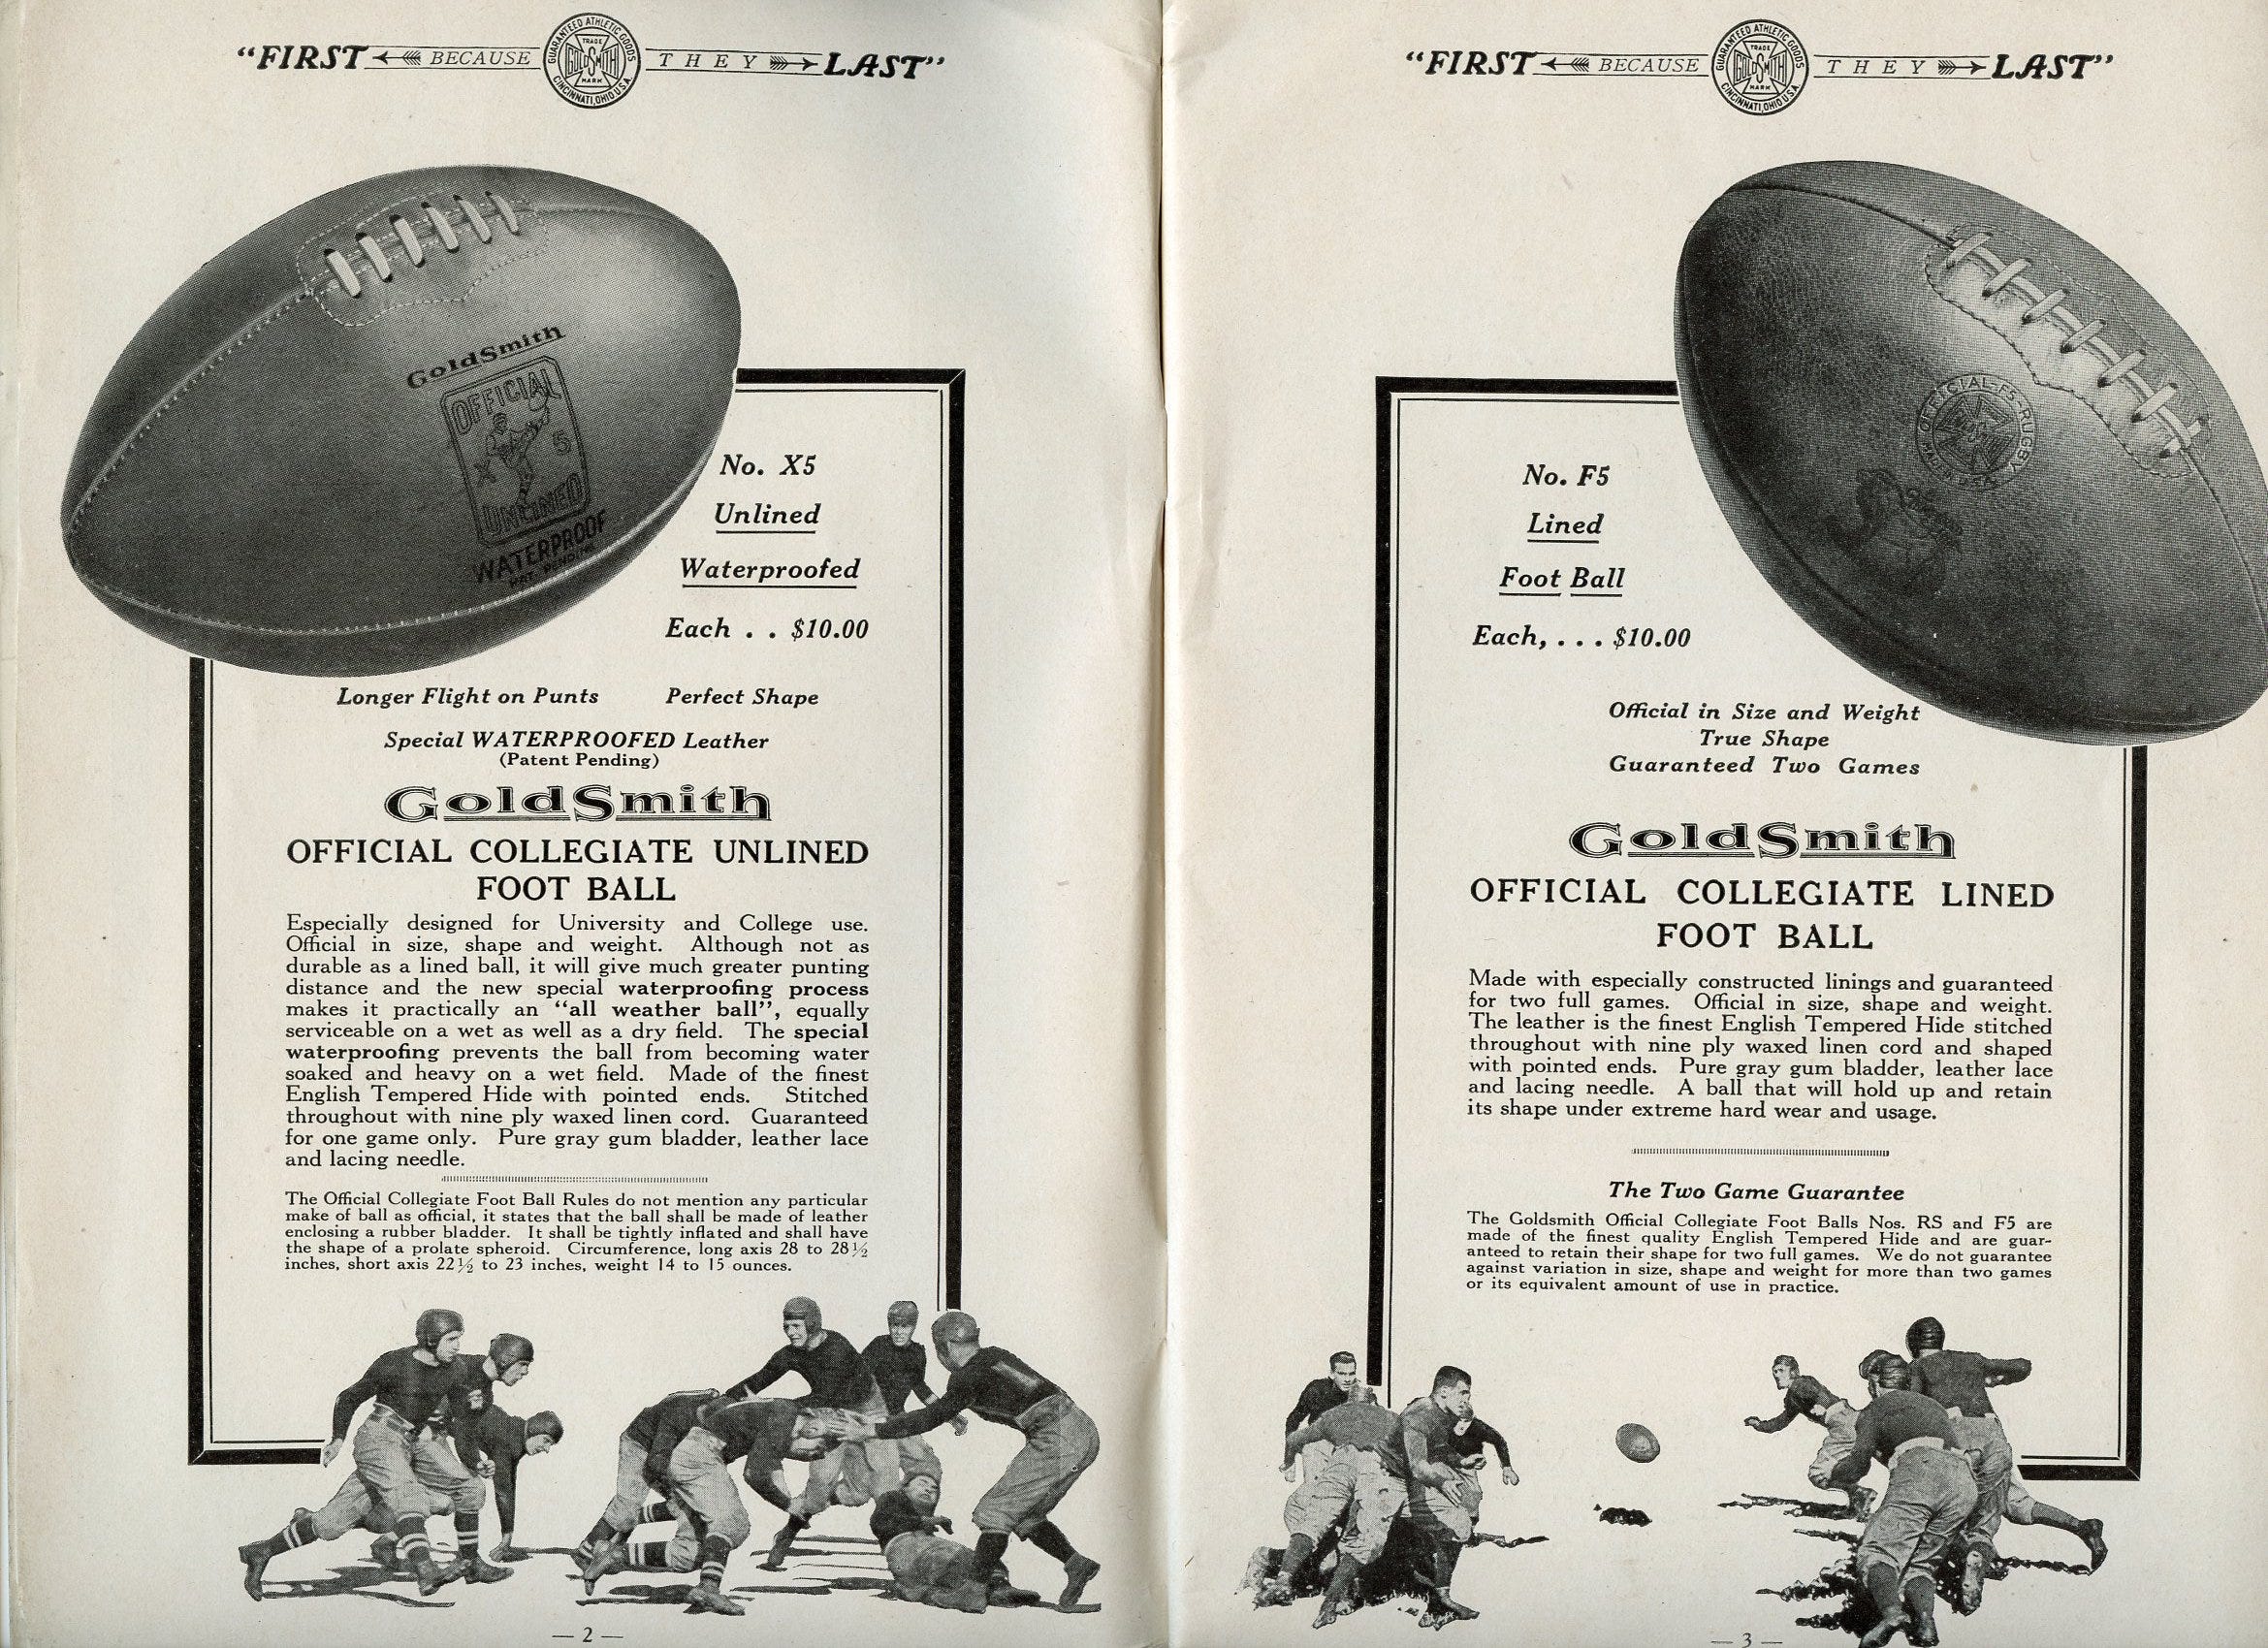 "FIRST BECAUSE THEY LAST"
GUARANTEED ATHLETIC GOODS
TRADE
GOLDSMITH
MARK
CINCINNATI, OHIO U.S.A.
GoldSmith
OFFICIAL
X 5
UNLINED
WATERPROOF
PAT. PENDING
No. X5
Unlined
Waterproofed
Each . . $10.00
Longer Flight on Punts Perfect Shape
Special WATERPROOFED Leather
(Patent Pending)
GoldSmith
OFFICIAL COLLEGIATE UNLINED
FOOT BALL
Especially designed for University and College use.
Official in size, shape and weight. Although not as
durable as a lined ball, it will give much greater punting
distance and the new special waterproofing process
makes it practically an "all weather ball", equally
serviceable on a wet as well as a dry field. The special
waterproofing prevents the ball from becoming water
soaked and heavy on a wet field. Made of the finest
English Tempered Hide with pointed ends. Stitched
throughout with nine ply waxed linen cord. Guaranteed
for one game only. Pure gray gum bladder, leather lace
and lacing needle.
The Official Collegiate Foot Ball Rules do not mention any particular
make of ball as official, it states that the ball shall be made of leather
enclosing a rubber bladder. It shall be tightly inflated and shall have
the shape of a prolate spheroid. Circumference, long axis 28 to 28½
inches, short axis 22½ to 23 inches, weight 14 to 15 ounces.
— 2 —
"FIRST BECAUSE THEY LAST"
GUARANTEED ATHLETIC GOODS
TRADE
GOLDSMITH
MARK
CINCINNATI, OHIO U.S.A.
OFFICIAL-F5-RUGBY
GOLDSMITH
MADE IN U.S.A.
No. F5
Lined
Foot Ball
Each, . . . $10.00
Official in Size and Weight
True Shape
Guaranteed Two Games
GoldSmith
OFFICIAL COLLEGIATE LINED
FOOT BALL
Made with especially constructed linings and guaranteed
for two full games. Official in size, shape and weight.
The leather is the finest English Tempered Hide stitched
throughout with nine ply waxed linen cord and shaped
with pointed ends. Pure gray gum bladder, leather lace
and lacing needle. A ball that will hold up and retain
its shape under extreme hard wear and usage.
The Two Game Guarantee
The Goldsmith Official Collegiate Foot Balls Nos. RS and F5 are
made of the finest quality English Tempered Hide and are guar-
anteed to retain their shape for two full games. We do not guarantee
against variation in size, shape and weight for more than two games
or its equivalent amount of use in practice.
— 3 —